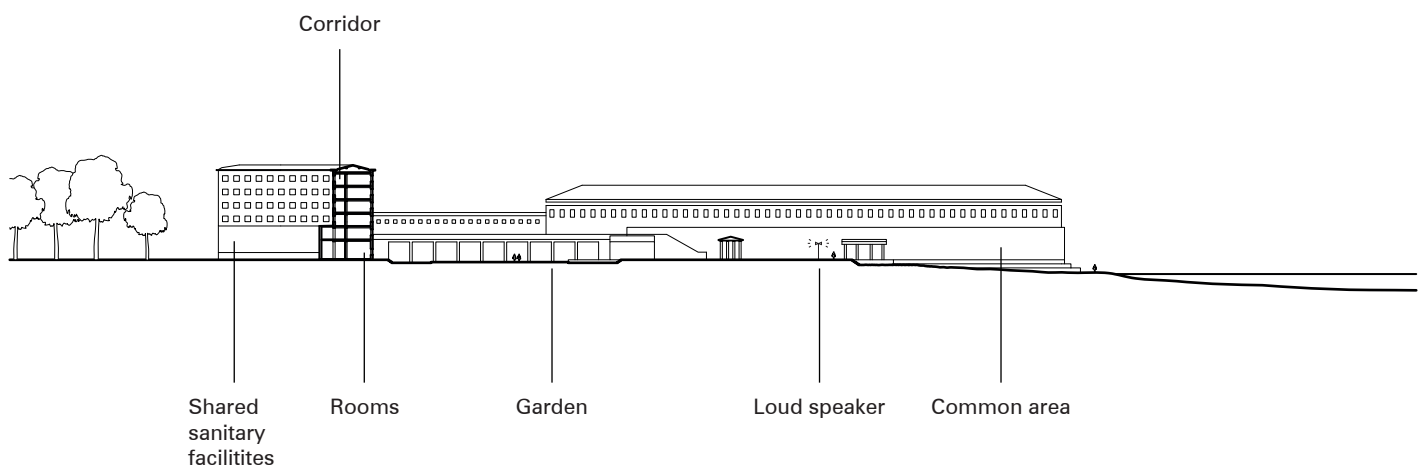 Corridor
Shared
sanitary
facilitites
Rooms
Garden
Loud speaker
Common area